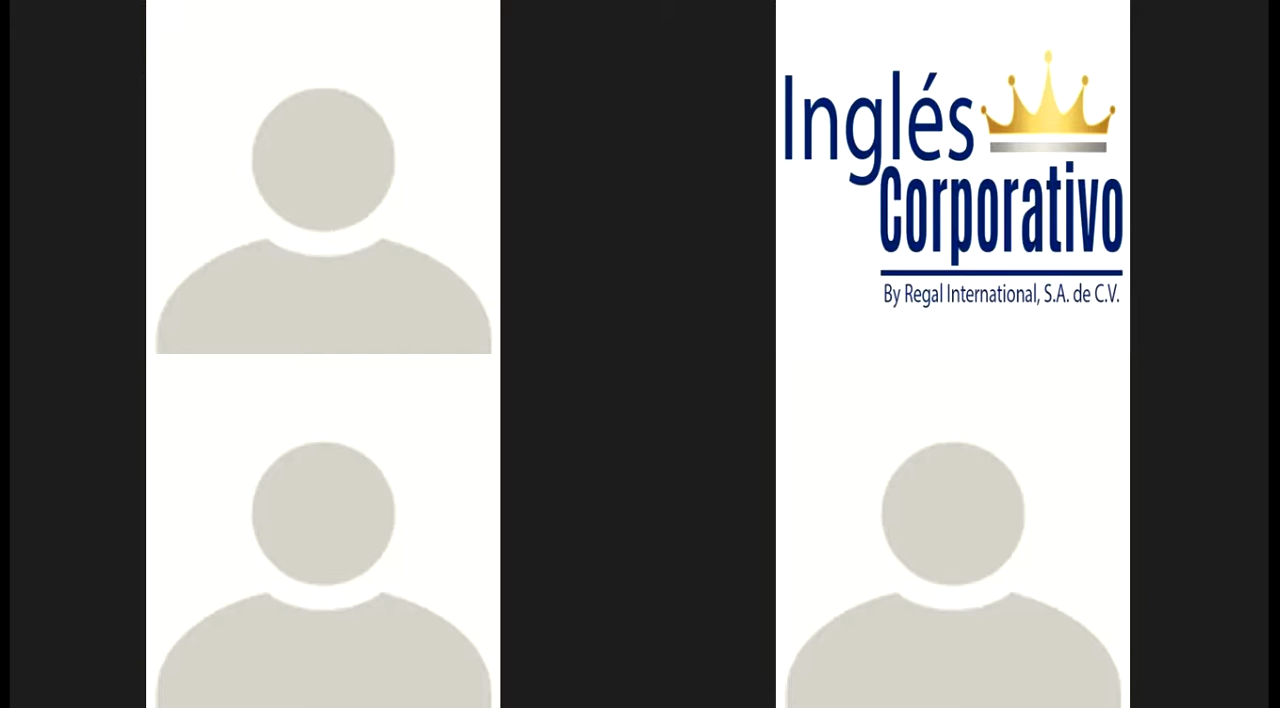 Inglés
Corporativo
By Regal International, S.A. de C.V.